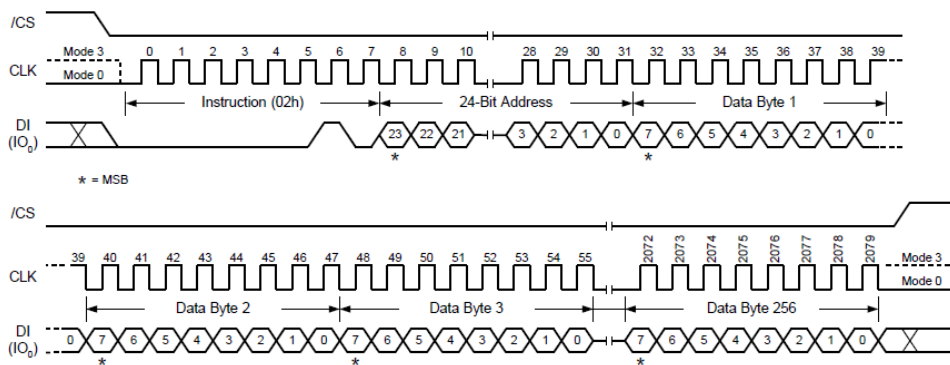 /CS
Mode 3 0 1 2 3 4 5 6 7 8 9 10 28 29 30 31 32 33 34 35 36 37 38 39
CLK Mode 0
Instruction (02h) 24-Bit Address Data Byte 1
DI
(IO0) 23 22 21 3 2 1 0 7 6 5 4 3 2 1 0
* *
* = MSB
/CS
39 40 41 42 43 44 45 46 47 48 49 50 51 52 53 54 55 2072 2073 2074 2075 2076 2077 2078 2079 Mode 3
CLK Mode 0
Data Byte 2 Data Byte 3 Data Byte 256
DI
(IO0) 0 7 6 5 4 3 2 1 0 7 6 5 4 3 2 1 0 7 6 5 4 3 2 1 0
* * *